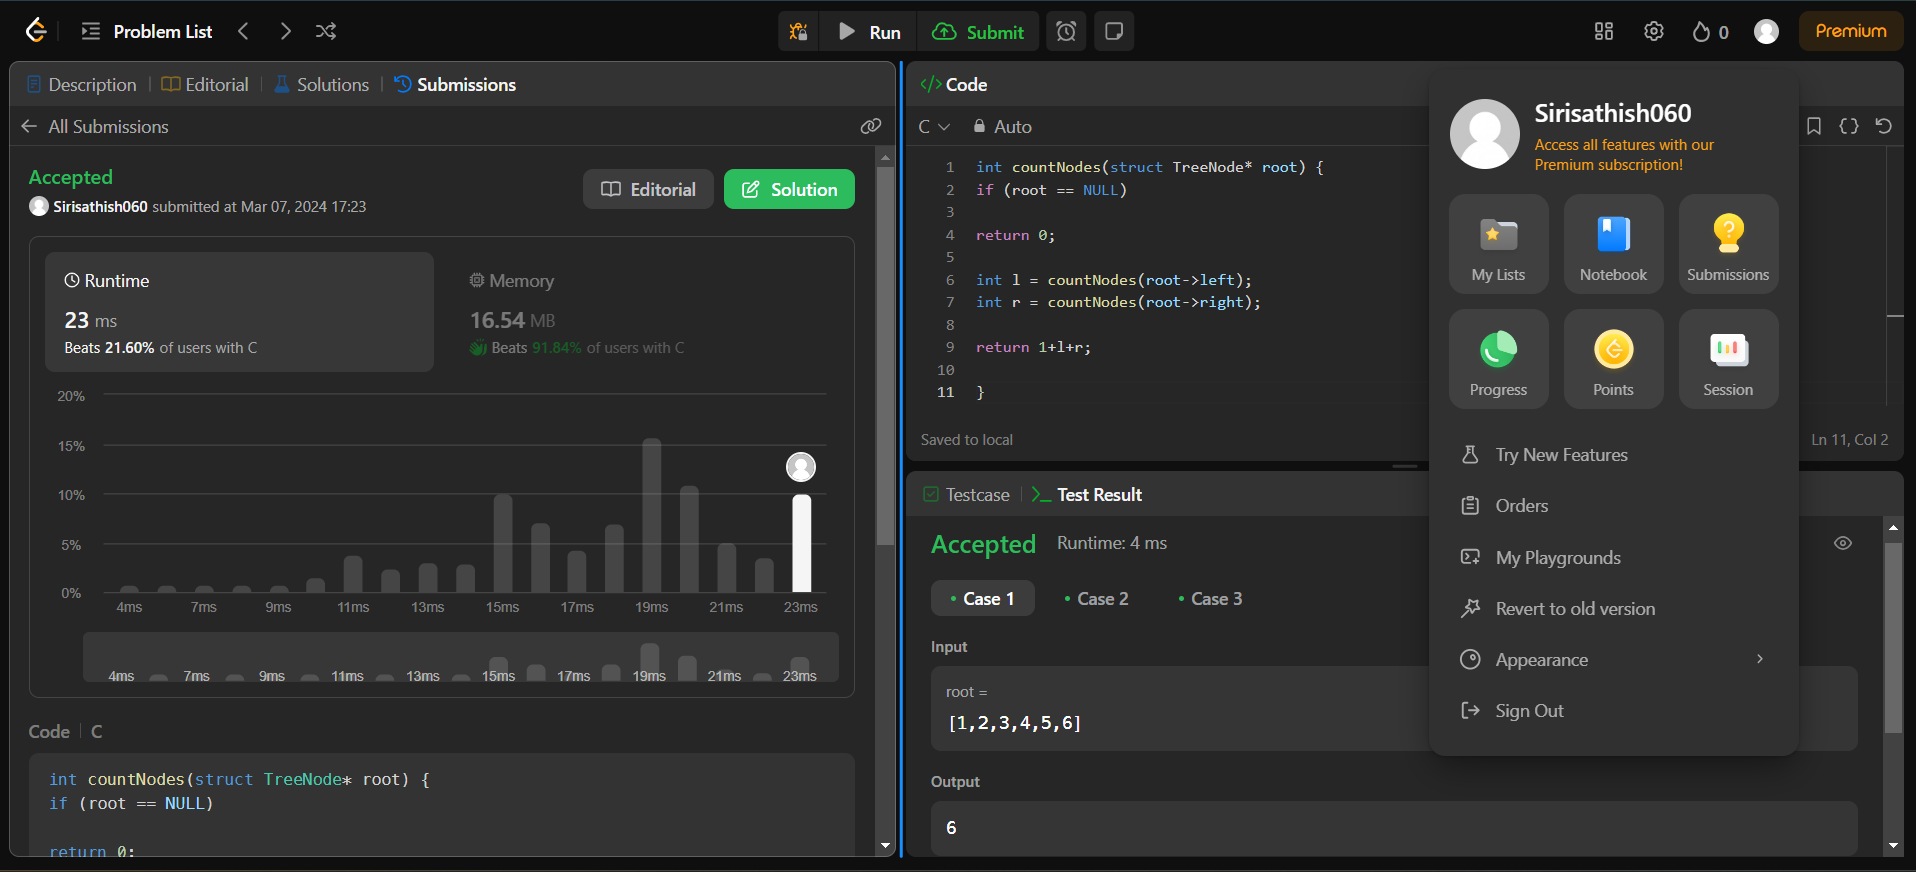 Problem List
Run
Submit
0
Premium
Description
Editorial
Solutions
Submissions
All Submissions
Accepted
Sirisathish060 submitted at Mar 07, 2024 17:23
Editorial
Solution
Runtime
23 ms
Beats 21.60% of users with C
Memory
16.54 MB
Beats 91.84% of users with C
20%
15%
10%
5%
0%
4ms 7ms 9ms 11ms 13ms 15ms 17ms 19ms 21ms 23ms
4ms 7ms 9ms 11ms 13ms 15ms 17ms 19ms 21ms 23ms
Code | C
int countNodes(struct TreeNode* root) {
if (root == NULL)
return 0;
</> Code
C
Auto
1 int countNodes(struct TreeNode* root) {
2 if (root == NULL)
3
4 return 0;
5
6 int l = countNodes(root->left);
7 int r = countNodes(root->right);
8
9 return 1+l+r;
10
11 }
Saved to local
Ln 11, Col 2
Testcase
Test Result
Accepted
Runtime: 4 ms
Case 1
Case 2
Case 3
Input
root =
[1,2,3,4,5,6]
Output
6
Sirisathish060
Access all features with our
Premium subscription!
My Lists
Notebook
Submissions
Progress
Points
Session
Try New Features
Orders
My Playgrounds
Revert to old version
Appearance
Sign Out